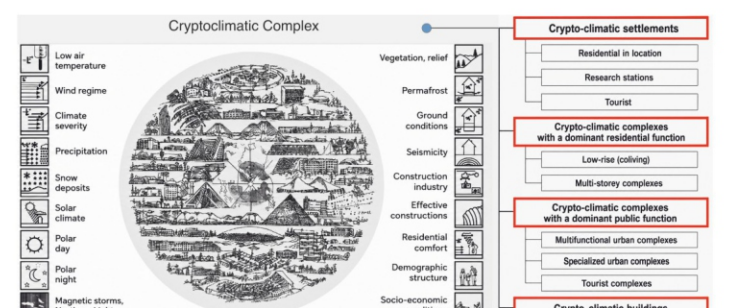 Cryptoclimatic Complex
Low air
temperature
Wind regime
Climate
severity
Precipitation
Snow
deposits
Solar
climate
Polar
day
Polar
night
Magnetic storms,
Vegetation, relief
Permafrost
Ground
conditions
Seismicity
Construction
industry
Effective
constructions
Residential
comfort
Demographic
structure
Socio-economic
Crypto-climatic settlements
Residential in location
Research stations
Tourist
Crypto-climatic complexes
with a dominant residential function
Low-rise (coliving)
Multi-storey complexes
Crypto-climatic complexes
with a dominant public function
Multifunctional urban complexes
Specialized urban complexes
Tourist complexes
Crypto-climatic buildings